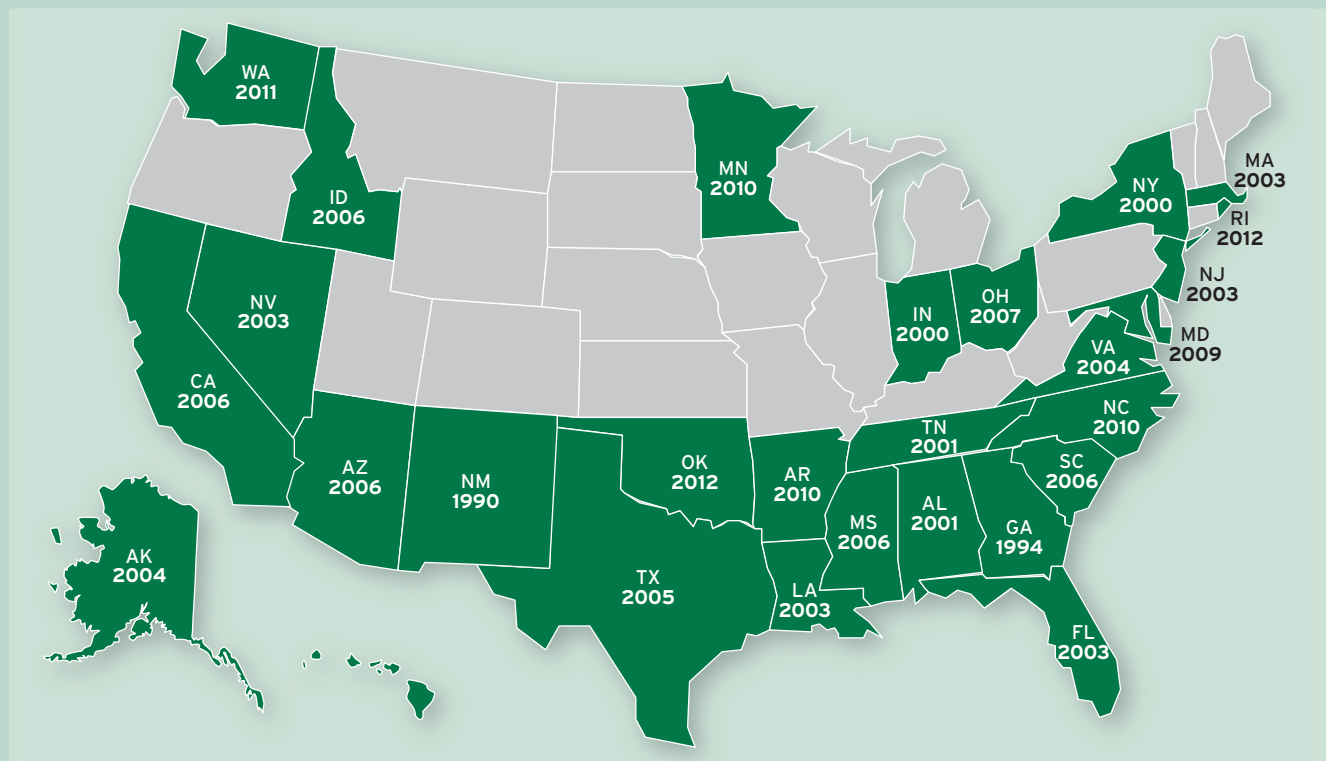 WA
2011
ID
2006
MN
2010
NY
2000
MA
2003
RI
2012
NJ
2003
MD
2009
NV
2003
IN
2000
OH
2007
VA
2004
CA
2006
NC
2010
TN
2001
AZ
2006
NM
1990
OK
2012
AR
2010
SC
2006
MS
2006
AL
2001
GA
1994
AK
2004
TX
2005
LA
2003
FL
2003